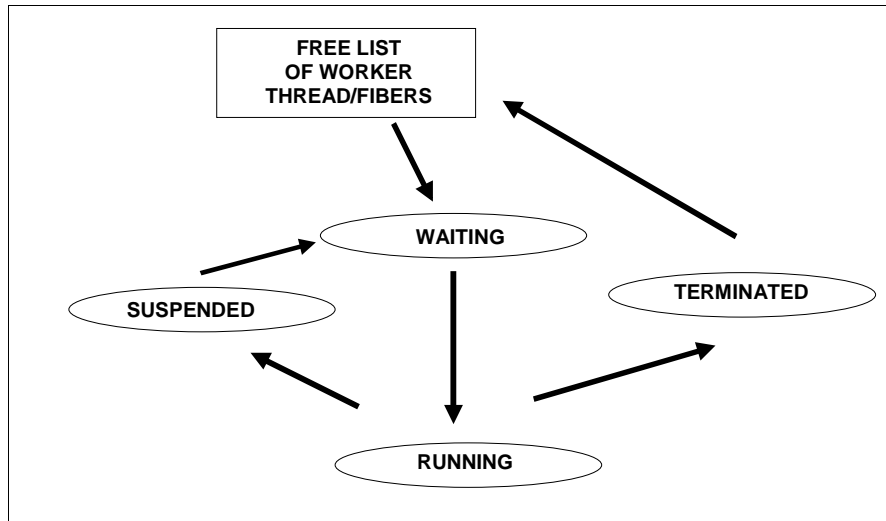 FREE LIST
OF WORKER
THREAD/FIBERS
WAITING
SUSPENDED
TERMINATED
RUNNING